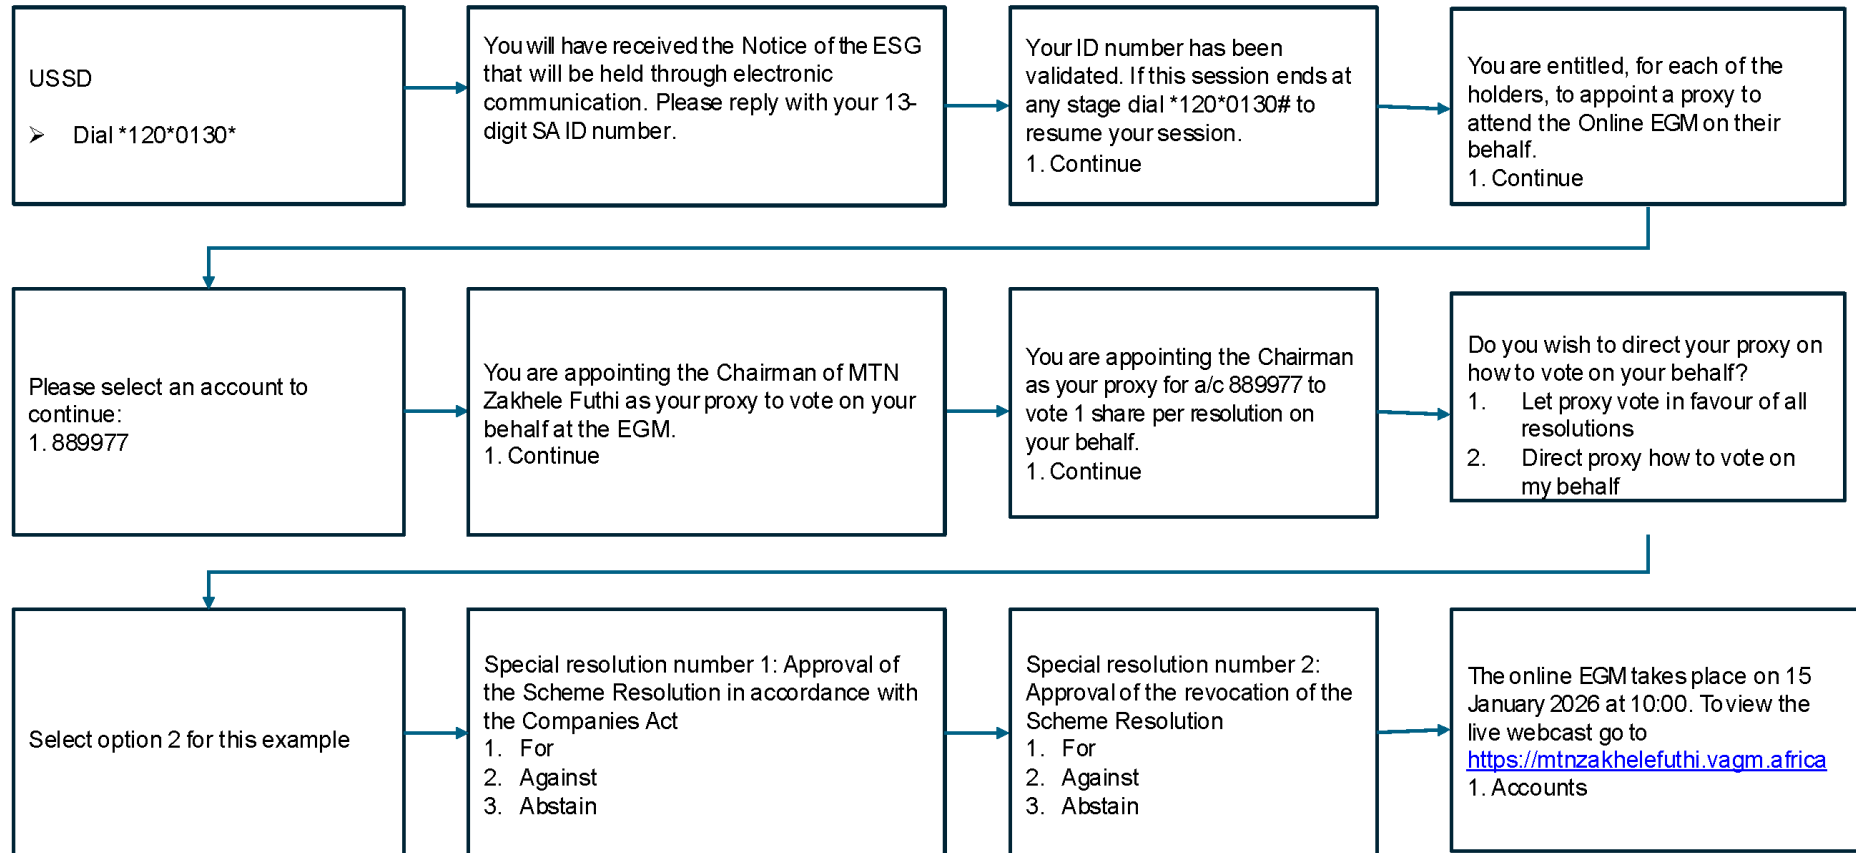 USSD
➢ Dial *120*0130*
You will have received the Notice of the ESG
that will be held through electronic
communication. Please reply with your 13-
digit SA ID number.
Your ID number has been
validated. If this session ends at
any stage dial *120*0130# to
resume your session.
1. Continue
You are entitled, for each of the
holders, to appoint a proxy to
attend the Online EGM on their
behalf.
1. Continue
Please select an account to
continue:
1. 889977
You are appointing the Chairman of MTN
Zakhele Futhi as your proxy to vote on your
behalf at the EGM.
1. Continue
You are appointing the Chairman
as your proxy for a/c 889977 to
vote 1 share per resolution on
your behalf.
1. Continue
Do you wish to direct your proxy on
how to vote on your behalf?
1. Let proxy vote in favour of all
resolutions
2. Direct proxy how to vote on
my behalf
Select option 2 for this example
Special resolution number 1: Approval of
the Scheme Resolution in accordance with
the Companies Act
1. For
2. Against
3. Abstain
Special resolution number 2:
Approval of the revocation of the
Scheme Resolution
1. For
2. Against
3. Abstain
The online EGM takes place on 15
January 2026 at 10:00. To view the
live webcast go to
https://mtnzakhelefuthi.vagm.africa
1. Accounts